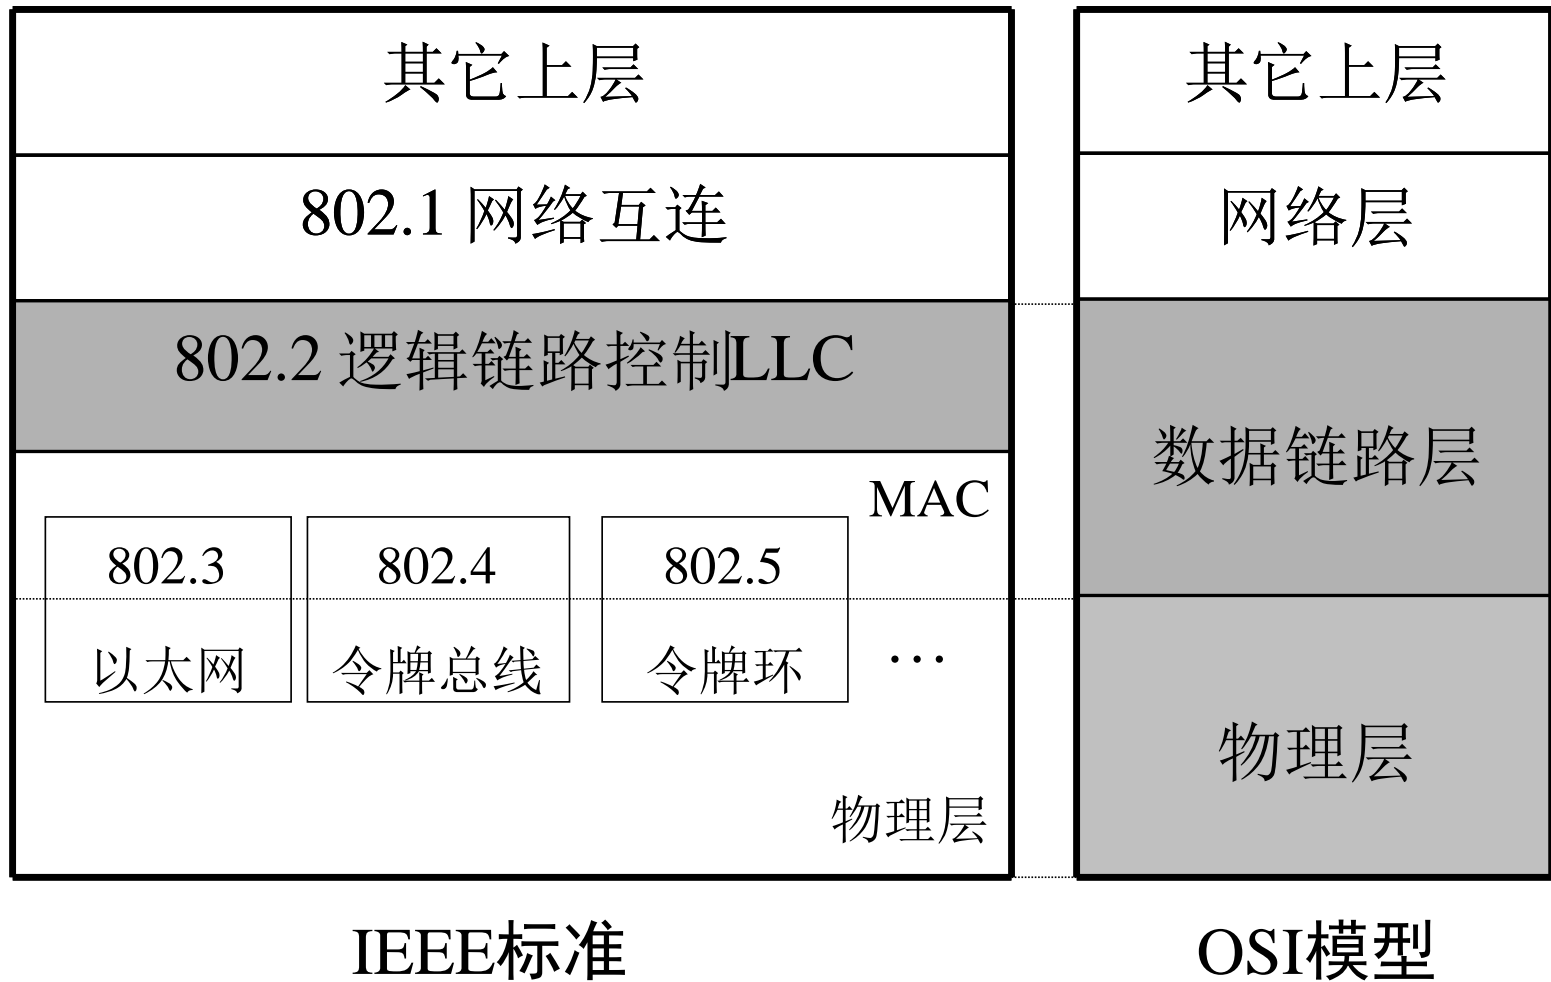 其它上层
802.1 网络互连
802.2 逻辑链路控制LLC
MAC
802.3
802.4
802.5
以太网
令牌总线
令牌环
…
物理层
IEEE标准
其它上层
网络层
数据链路层
物理层
OSI模型